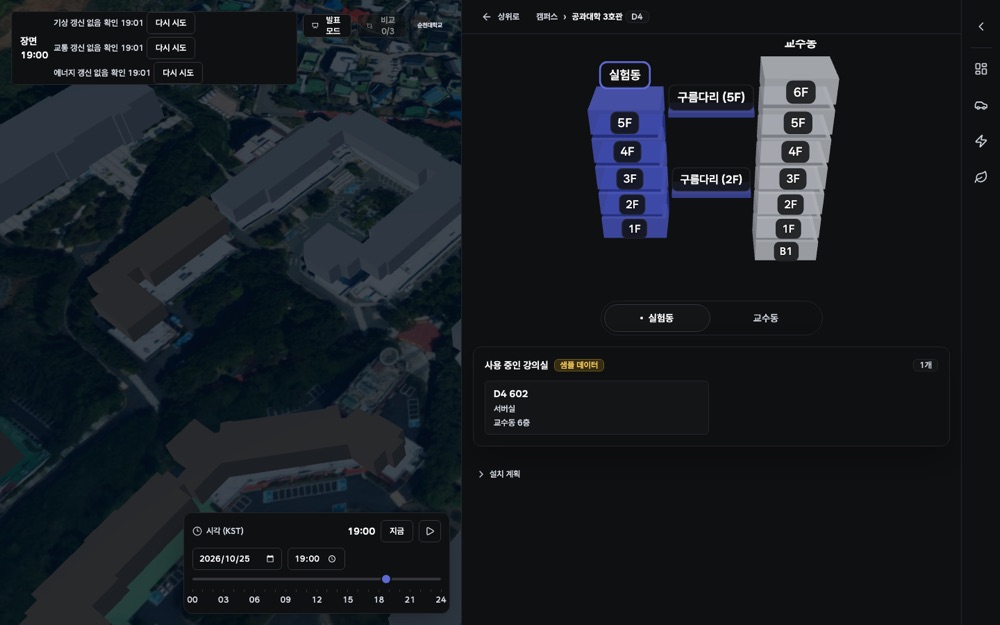 장면
19:00
기상 갱신 없음 확인 19:01 다시 시도
교통 갱신 없음 확인 19:01 다시 시도
에너지 갱신 없음 확인 19:01 다시 시도
발표
모드
비교
0/3
순천대학교
상위로 캠퍼스 › 공과대학 3호관 D4
실험동
5F
4F
3F
2F
1F
구름다리 (5F)
구름다리 (2F)
교수동
6F
5F
4F
3F
2F
1F
B1
• 실험동 교수동
사용 중인 강의실 샘플 데이터 1개
D4 602
서버실
교수동 6층
설치 계획
시각 (KST) 19:00 지금
2026/10/25 19:00
00 03 06 09 12 15 18 21 24